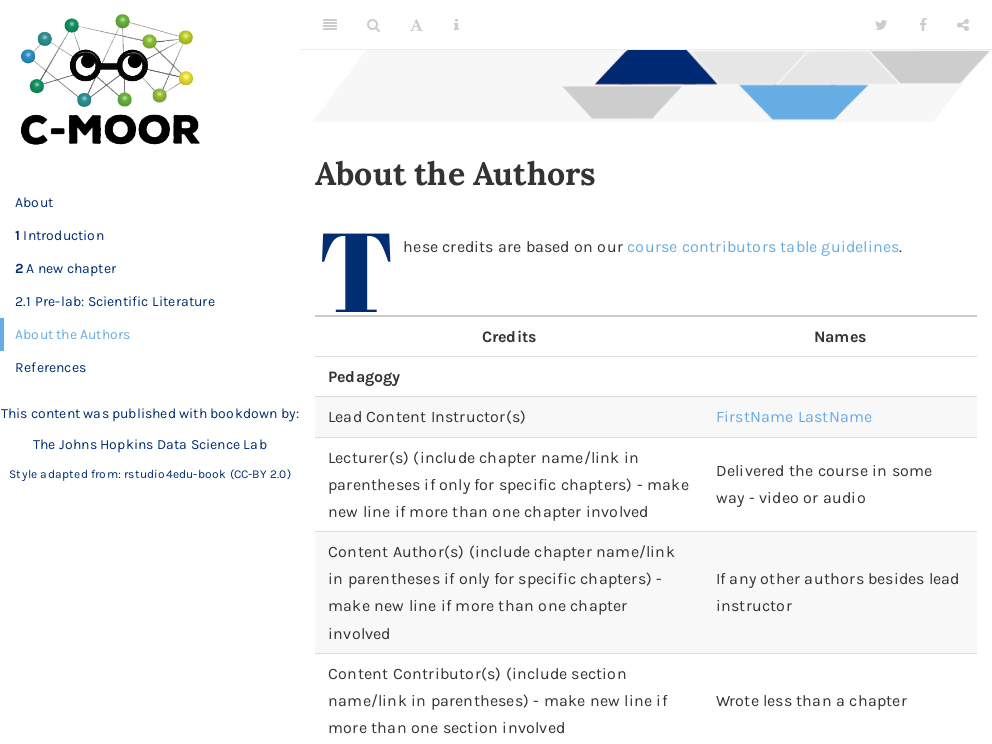 C-MOOR
About
1 Introduction
2 A new chapter
2.1 Pre-lab: Scientific Literature
About the Authors
References
This content was published with bookdown by:
The Johns Hopkins Data Science Lab
Style adapted from: rstudio4edu-book (CC-BY 2.0)
About the Authors
These credits are based on our course contributors table guidelines.
Credits
Names
Pedagogy
Lead Content Instructor(s)
FirstName LastName
Lecturer(s) (include chapter name/link in
parentheses if only for specific chapters) - make
new line if more than one chapter involved
Delivered the course in some
way - video or audio
Content Author(s) (include chapter name/link
in parentheses if only for specific chapters) -
make new line if more than one chapter
involved
If any other authors besides lead
instructor
Content Contributor(s) (include section
name/link in parentheses) - make new line if
more than one section involved
Wrote less than a chapter